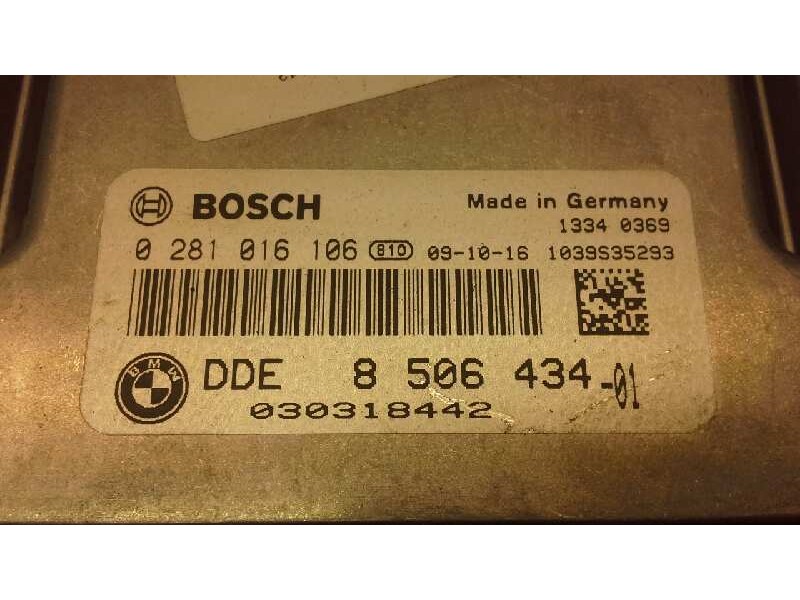 BOSCH
Made in Germany
1334 0369
0 281 016 106 810 09-10-16 1039S35293
BMW
DDE 8 506 434-01
030318442